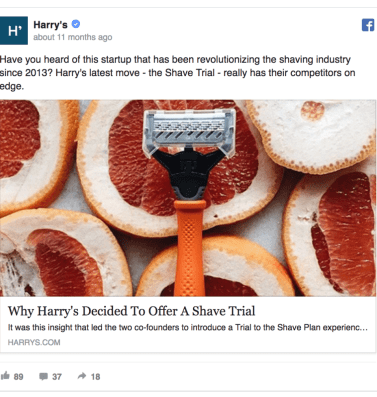 H'
Harry's
about 11 months ago
Have you heard of this startup that has been revolutionizing the shaving industry
since 2013? Harry's latest move - the Shave Trial - really has their competitors on
edge.
Why Harry's Decided To Offer A Shave Trial
It was this insight that led the two co-founders to introduce a Trial to the Shave Plan experienc...
HARRYS.COM
89 37 18